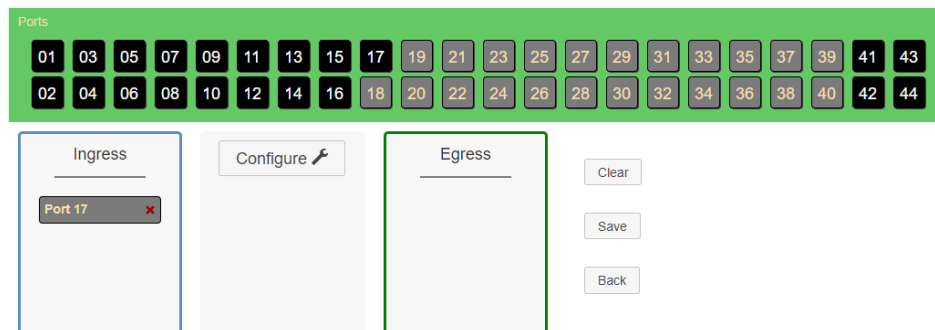 Ports
01 03 05 07 09 11 13 15 17 19 21 23 25 27 29 31 33 35 37 39 41 43
02 04 06 08 10 12 14 16 18 20 22 24 26 28 30 32 34 36 38 40 42 44
Ingress
Port 17
Configure
Egress
Clear
Save
Back